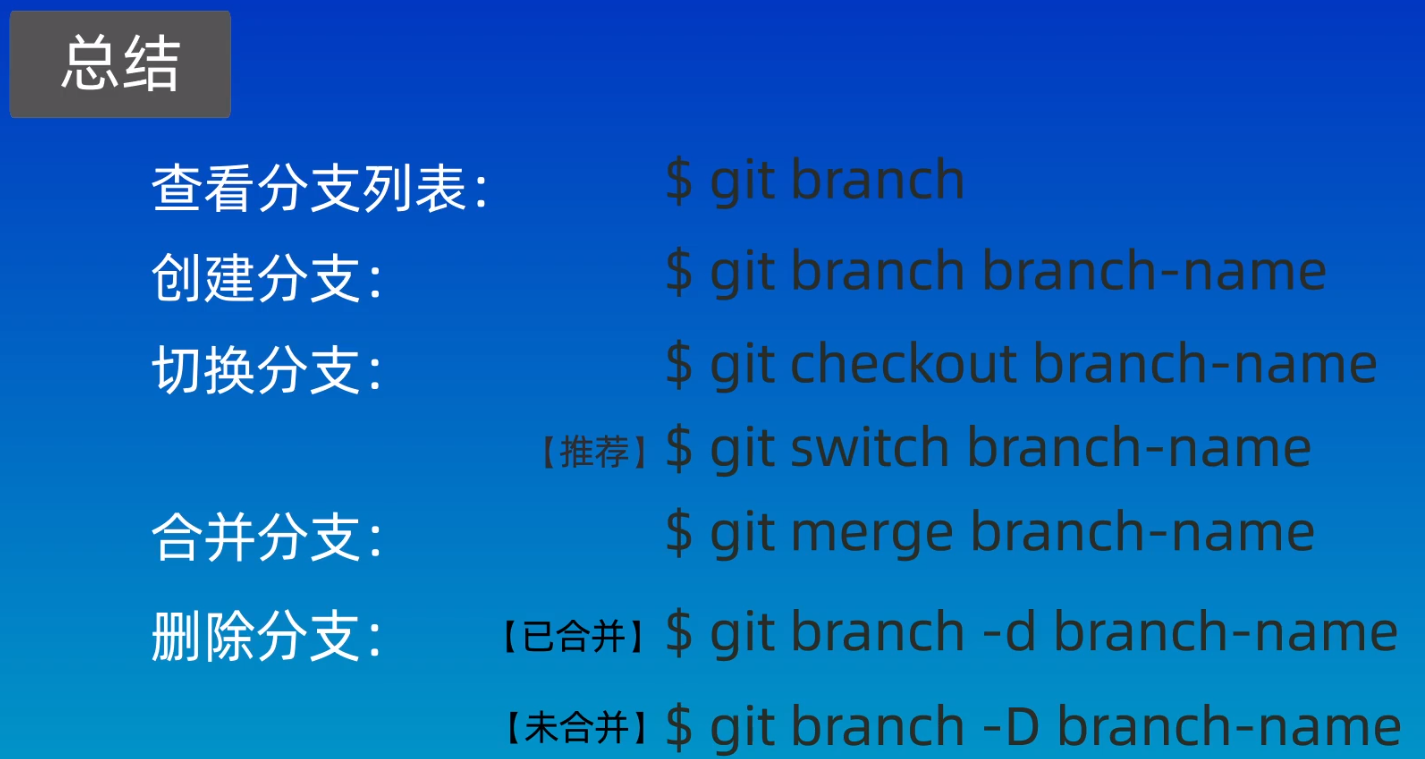 总结
查看分支列表： $ git branch
创建分支： $ git branch branch-name
切换分支： $ git checkout branch-name
【推荐】 $ git switch branch-name
合并分支： $ git merge branch-name
删除分支： 【已合并】 $ git branch -d branch-name
【未合并】 $ git branch -D branch-name